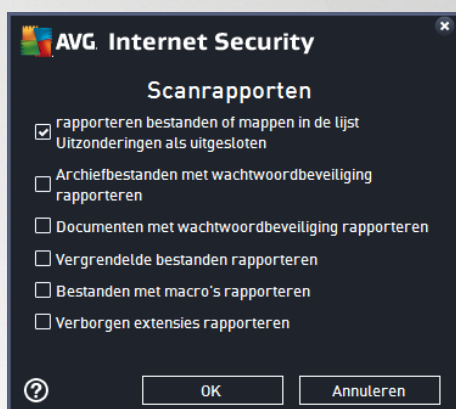 AVG. Internet Security
Scanrapporten
rapporteren bestanden of mappen in de lijst
Uitzonderingen als uitgesloten
Archiefbestanden met wachtwoordbeveiliging
rapporteren
Documenten met wachtwoordbeveiliging rapporteren
Vergrendelde bestanden rapporteren
Bestanden met macro's rapporteren
Verborgen extensies rapporteren
?
OK
Annuleren